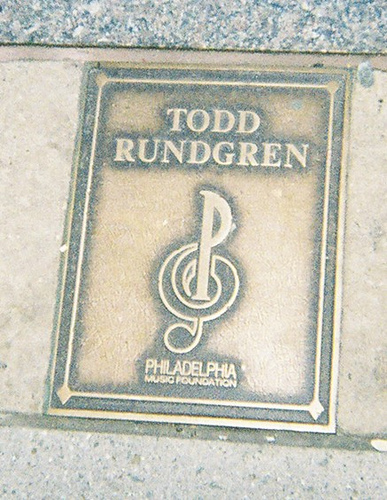 TODD
RUNDGREN
P
PHILADELPHIA
MUSIC FOUNDATION